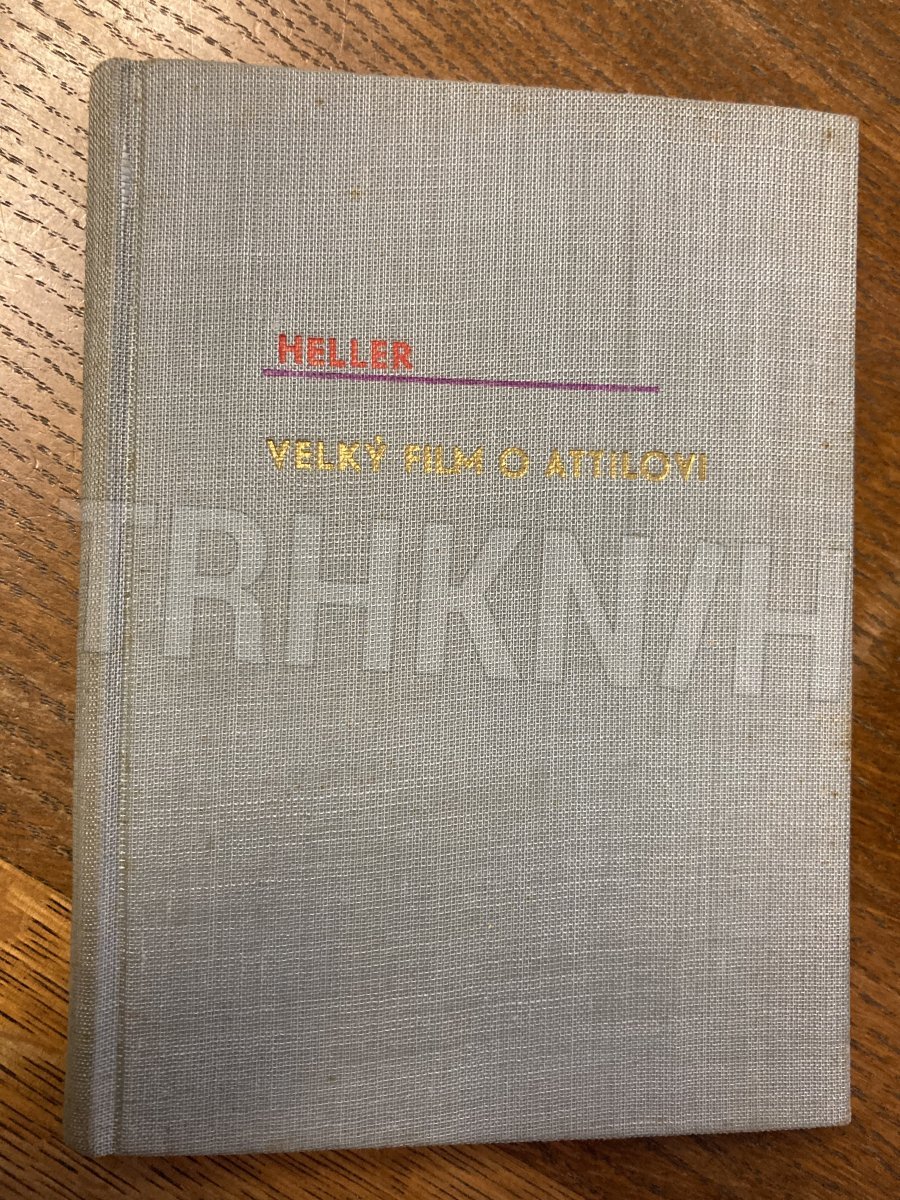 HELLER
VELKÝ FILM O ATTILOVI
TRHKNIH